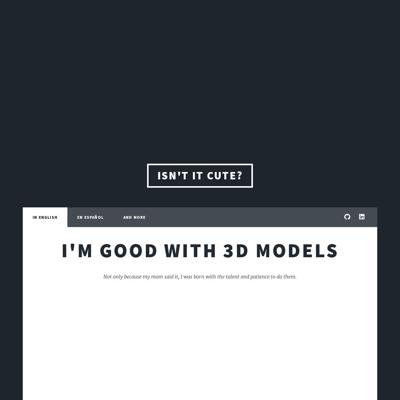 ISN'T IT CUTE?
IN ENGLISH
EN ESPAÑOL
AND MORE
I'M GOOD WITH 3D MODELS
Not only because my mom said it, I was born with the talent and patience to do them.